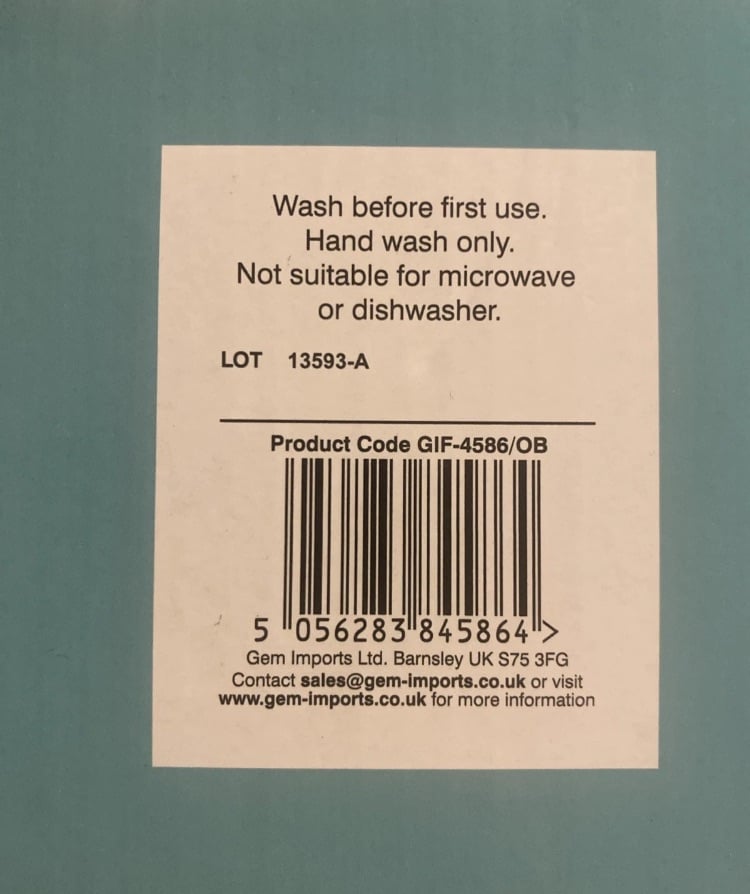 Wash before first use.
Hand wash only.
Not suitable for microwave
or dishwasher.
LOT 13593-A
Product Code GIF-4586/OB
5 056283 845864 >
Gem Imports Ltd. Barnsley UK S75 3FG
Contact sales@gem-imports.co.uk or visit
www.gem-imports.co.uk for more information